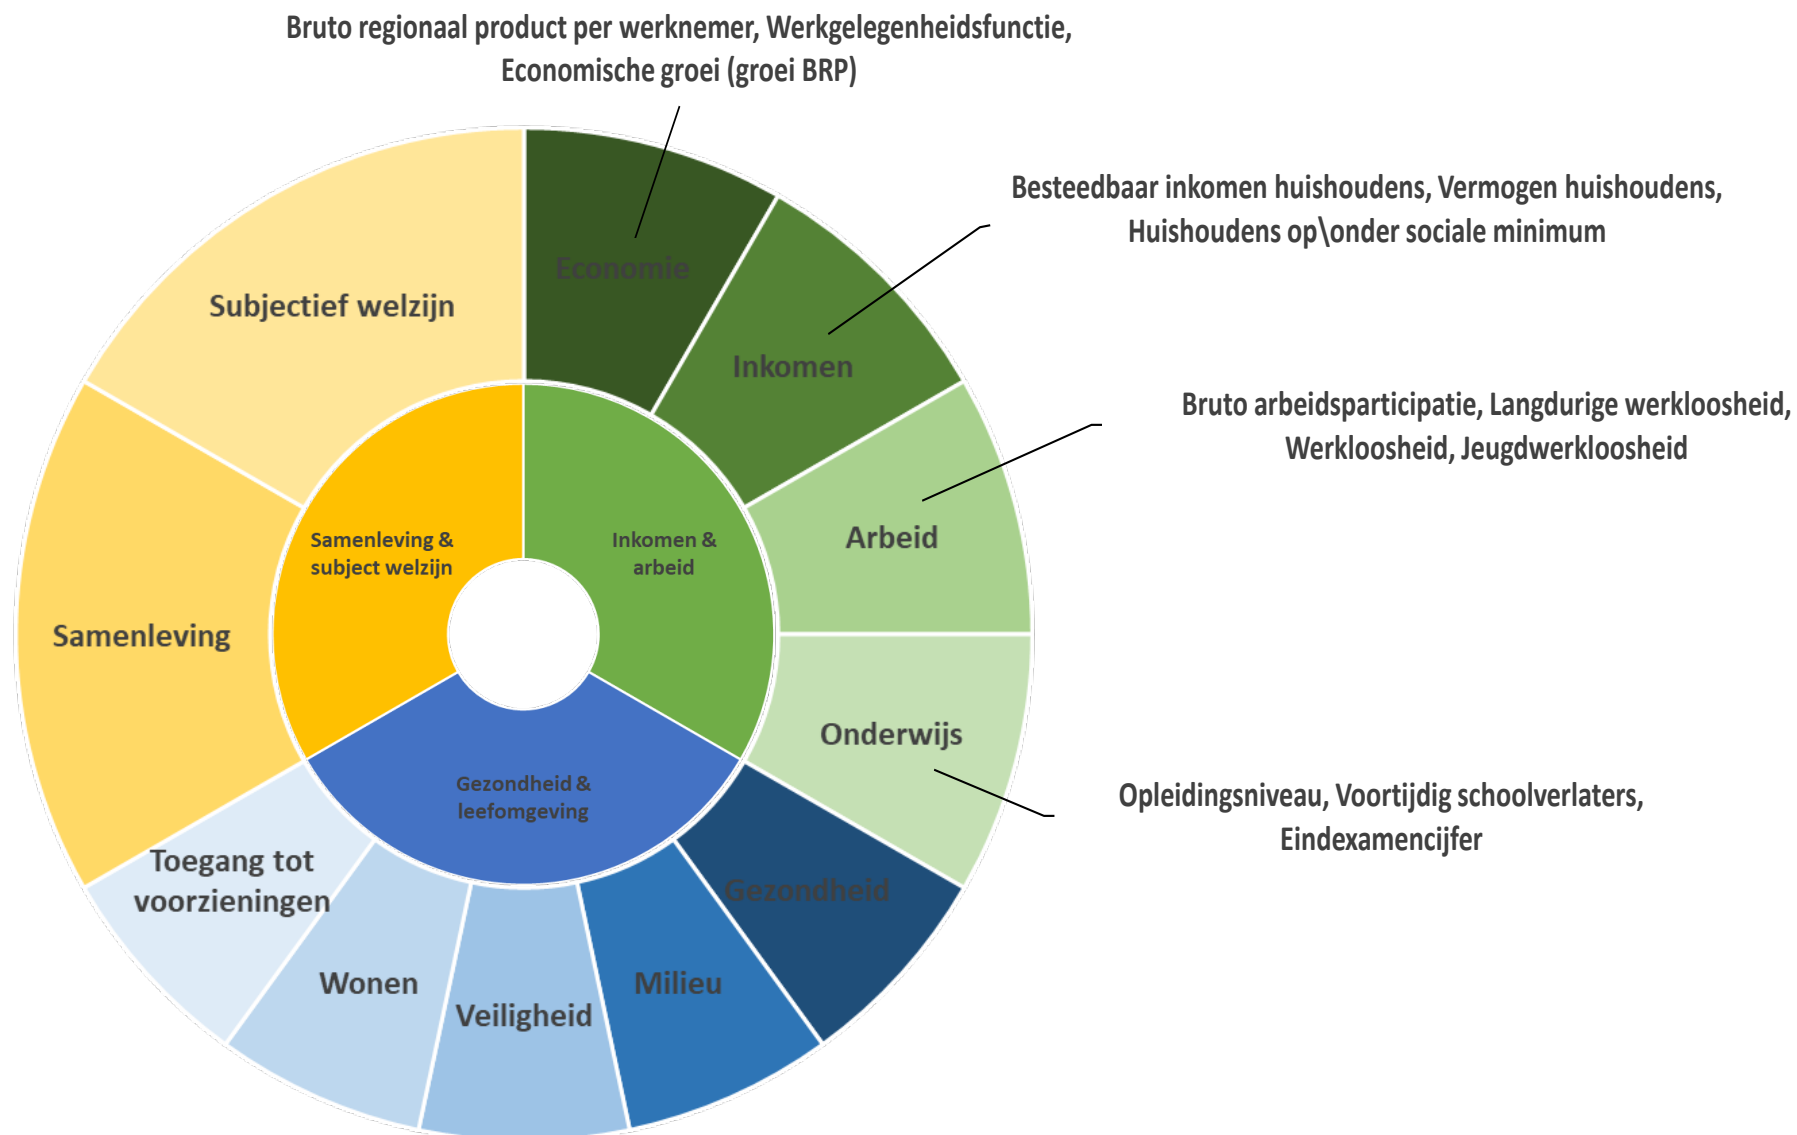 Bruto regionaal product per werknemer, Werkgelegenheidsfunctie,
Economische groei (groei BRP)
Besteedbaar inkomen huishoudens, Vermogen huishoudens,
Huishoudens op\onder sociale minimum
Economie
Subjectief welzijn
Inkomen
Bruto arbeidsparticipatie, Langdurige werkloosheid,
Werkloosheid, Jeugdwerkloosheid
Samenleving &
subject welzijn
Inkomen &
arbeid
Arbeid
Samenleving
Onderwijs
Gezondheid &
leefomgeving
Opleidingsniveau, Voortijdig schoolverlaters,
Eindexamencijfer
Toegang tot
voorzieningen
Gezondheid
Wonen
Milieu
Veiligheid